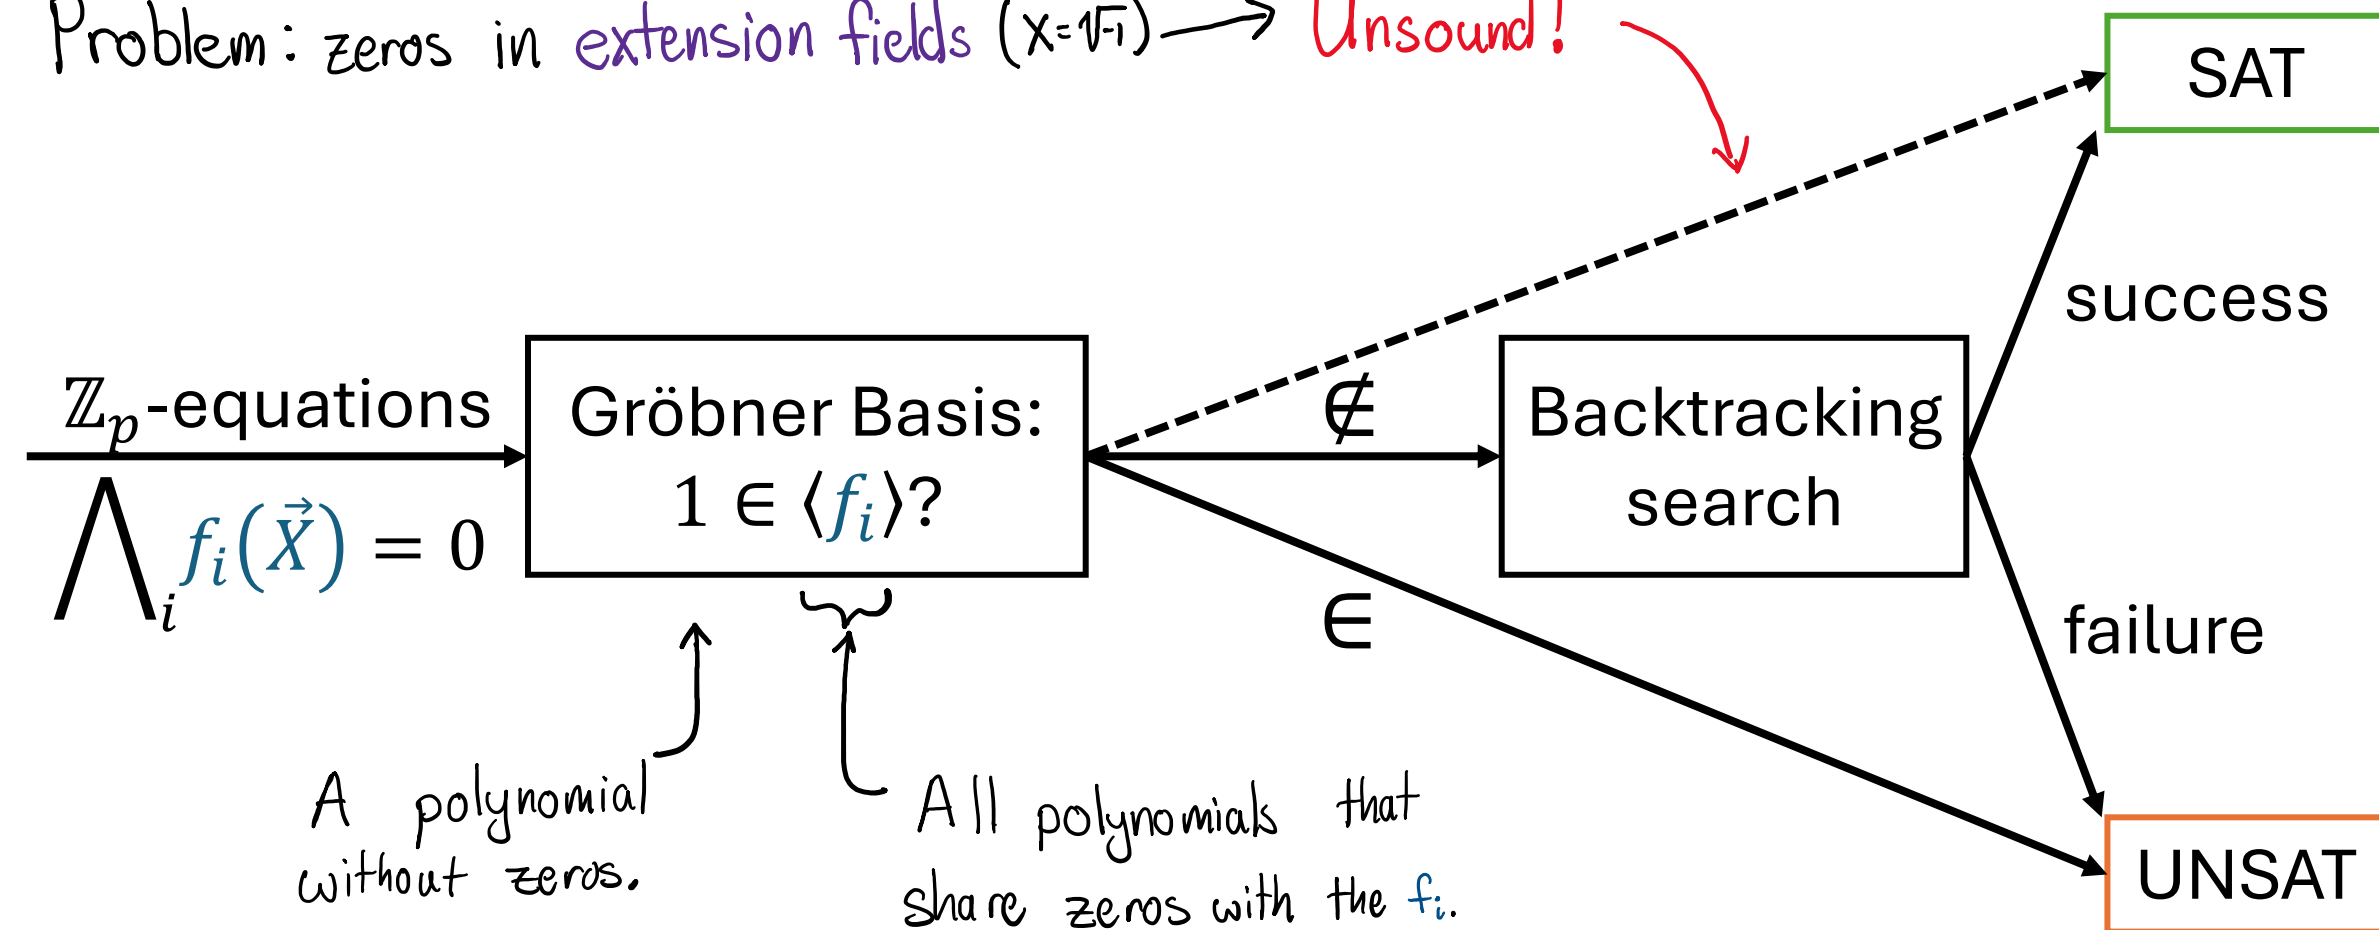 Problem: zeros in extension fields (x=√-1) → Unsound!
SAT
success
ℤₚ-equations
⋀ᵢ fᵢ(X⃗) = 0
Gröbner Basis:
1 ∈ ⟨fᵢ⟩?
∉
∈
Backtracking
search
failure
UNSAT
A polynomial
without zeros.
All polynomials that
share zeros with the fᵢ.